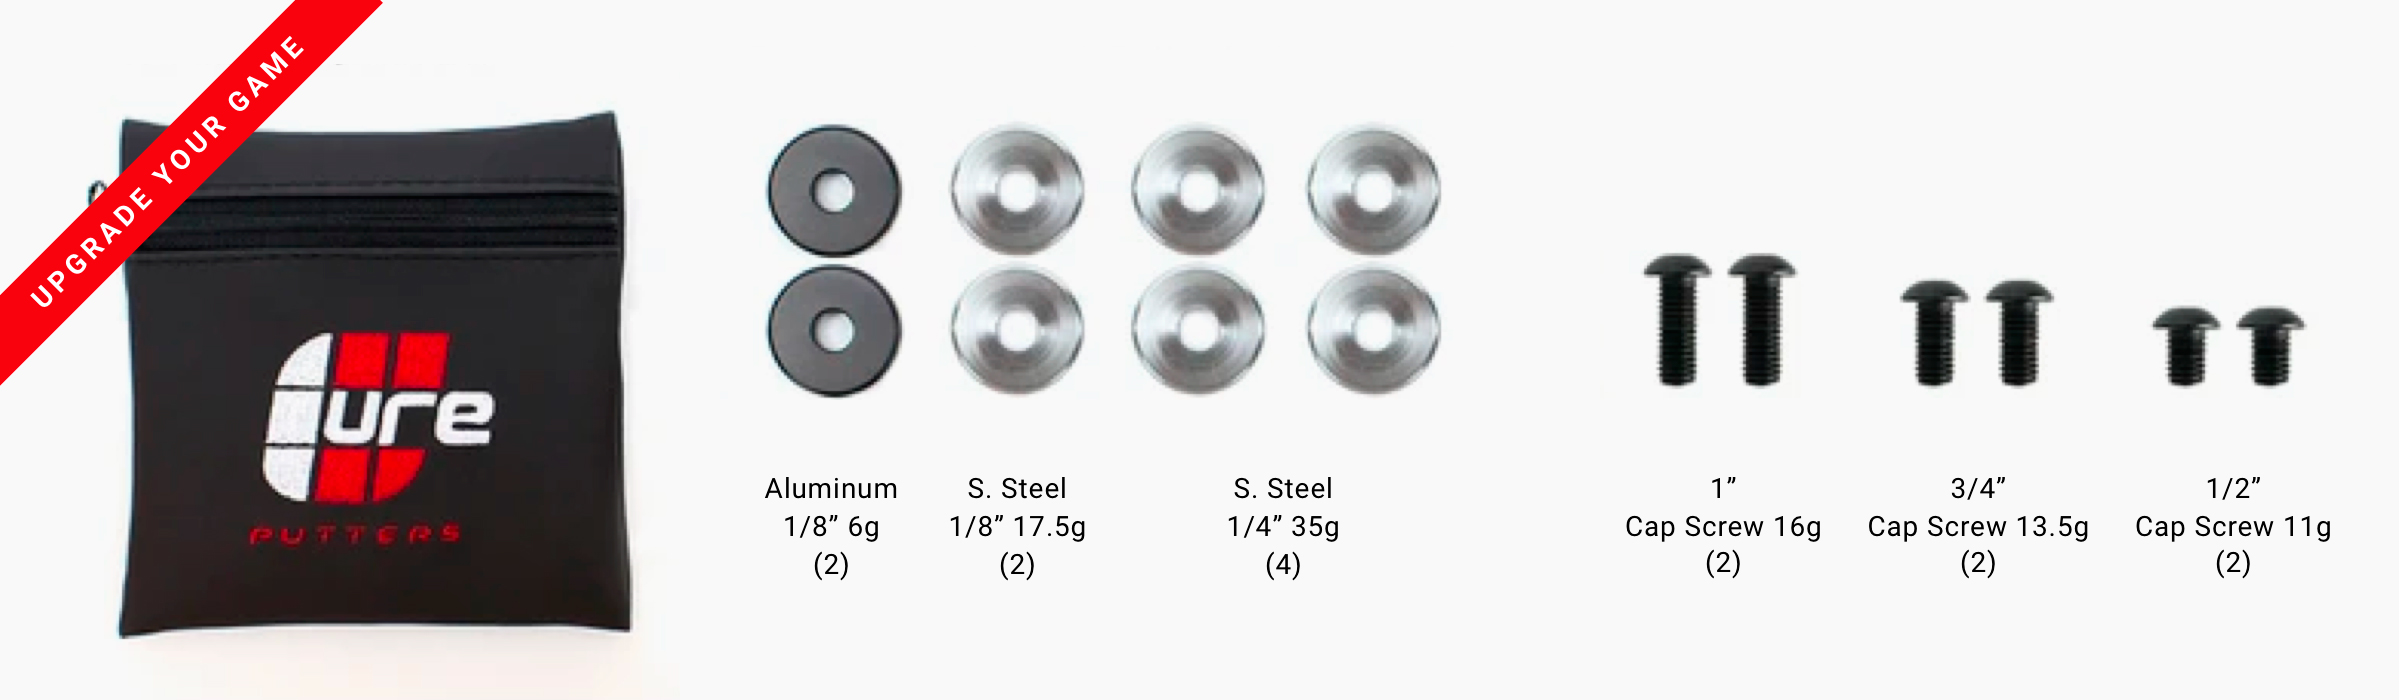 UPGRADE YOUR GAME
Cure
PUTTERS
Aluminum
1/8” 6g
(2)
S. Steel
1/8” 17.5g
(2)
S. Steel
1/4” 35g
(4)
1”
Cap Screw 16g
(2)
3/4”
Cap Screw 13.5g
(2)
1/2”
Cap Screw 11g
(2)